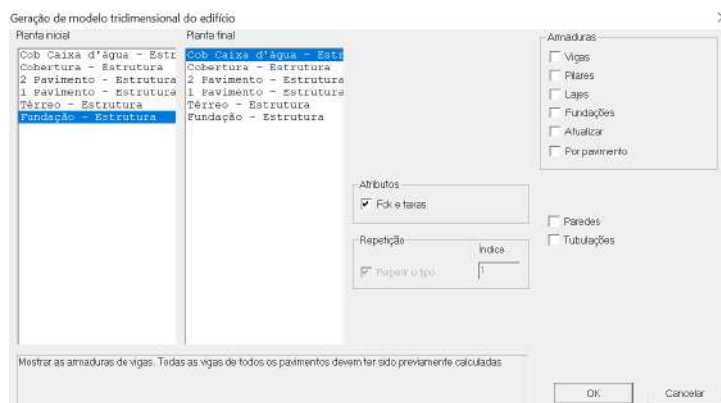 Geração de modelo tridimensional do edifício
Planta inicial
Cob Caixa d'água - Estr
Cobertura - Estrutura
2 Pavimento - Estrutura
1 Pavimento - Estrutura
Térreo - Estrutura
Fundação - Estrutura
Planta final
Cob Caixa d'água - Estr
Cobertura - Estrutura
2 Pavimento - Estrutura
1 Pavimento - Estrutura
Térreo - Estrutura
Fundação - Estrutura
Atributos
Fck e taxas
Repetição
Índice
Repetir o tipo
1
Armaduras
Vigas
Pilares
Lajes
Fundações
Atualizar
Por pavimento
Paredes
Tubulações
Mostrar as armaduras de vigas. Todas as vigas de todos os pavimentos devem ter sido previamente calculadas
OK
Cancelar